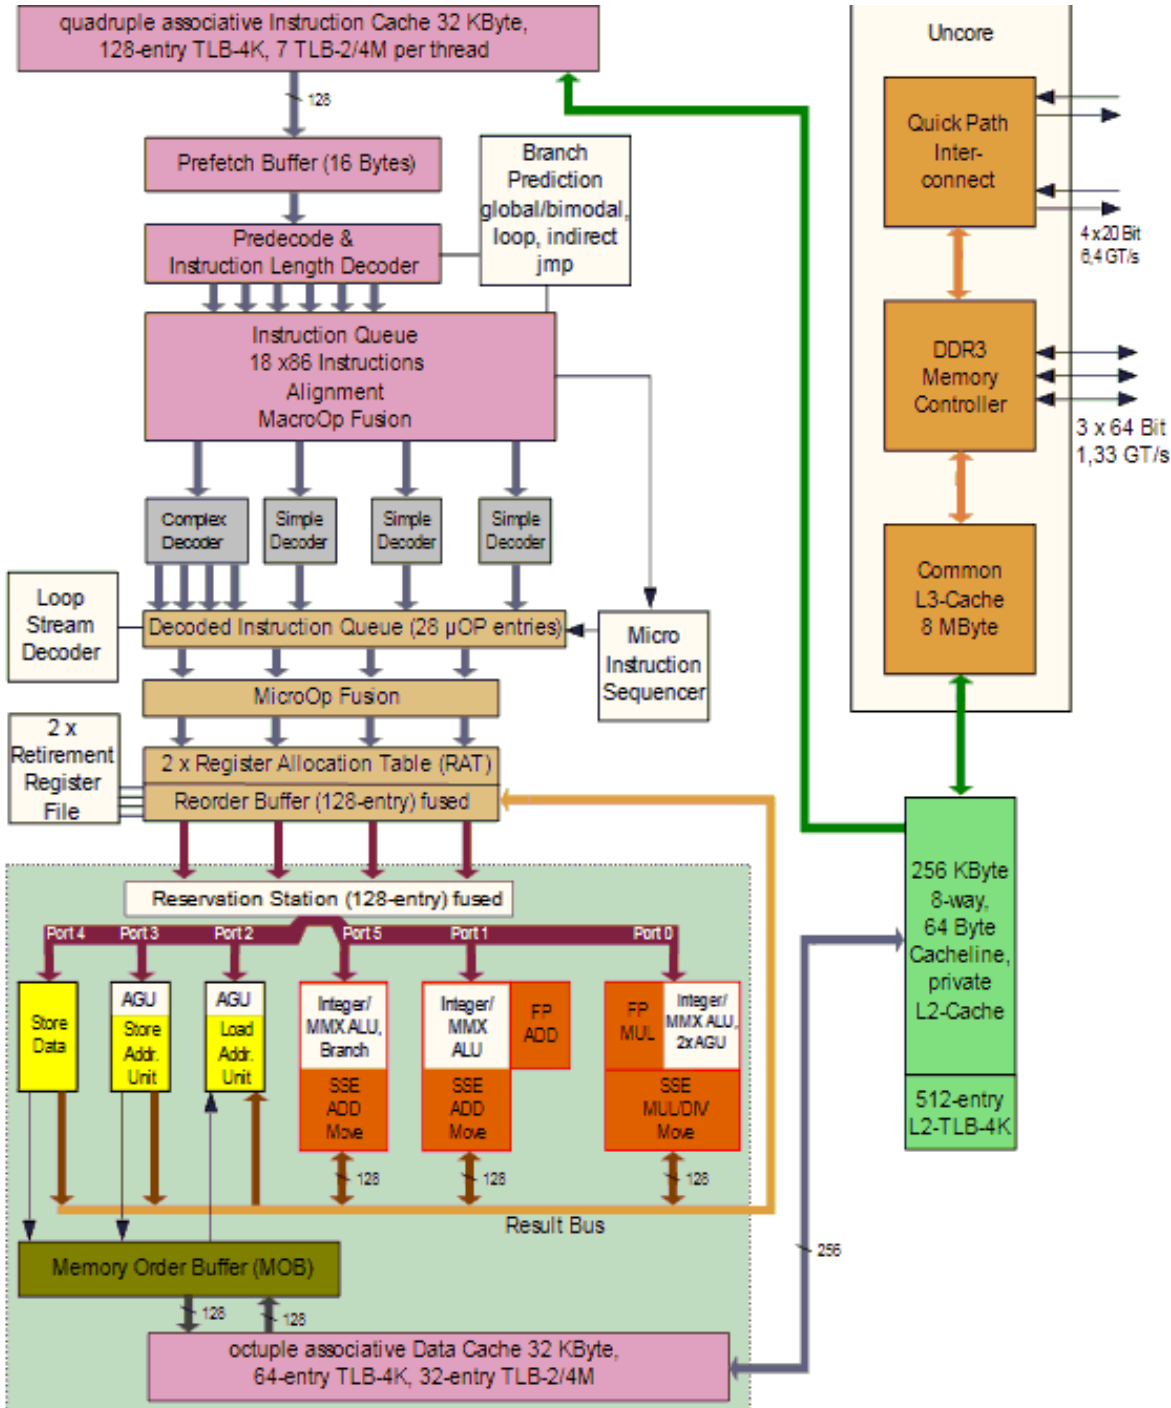 quadruple associative Instruction Cache 32 KByte,
128-entry TLB-4K, 7 TLB-2/4M per thread
128
Prefetch Buffer (16 Bytes)
Predecode &
Instruction Length Decoder
Branch
Prediction
global/bimodal,
loop, indirect
jmp
Instruction Queue
18 x86 Instructions
Alignment
MacroOp Fusion
Complex
Decoder
Simple
Decoder
Simple
Decoder
Simple
Decoder
Loop
Stream
Decoder
Decoded Instruction Queue (28 µOP entries)
Micro
Instruction
Sequencer
MicroOp Fusion
2 x
Retirement
Register
File
2 x Register Allocation Table (RAT)
Reorder Buffer (128-entry) fused
Reservation Station (128-entry) fused
Port 4
Port 3
Port 2
Port 5
Port 1
Port 0
Store
Data
AGU
Store
Addr.
Unit
AGU
Load
Addr.
Unit
Integer/
MMX ALU,
Branch
SSE
ADD
Move
Integer/
MMX
ALU
FP
ADD
SSE
ADD
Move
FP
MUL
Integer/
MMX ALU,
2xAGU
SSE
MUL/DIV
Move
128
128
128
Result Bus
Memory Order Buffer (MOB)
128
128
octuple associative Data Cache 32 KByte,
64-entry TLB-4K, 32-entry TLB-2/4M
256
Uncore
Quick Path
Inter-
connect
4 x 20 Bit
6,4 GT/s
DDR3
Memory
Controller
3 x 64 Bit
1,33 GT/s
Common
L3-Cache
8 MByte
256 KByte
8-way,
64 Byte
Cacheline,
private
L2-Cache
512-entry
L2-TLB-4K